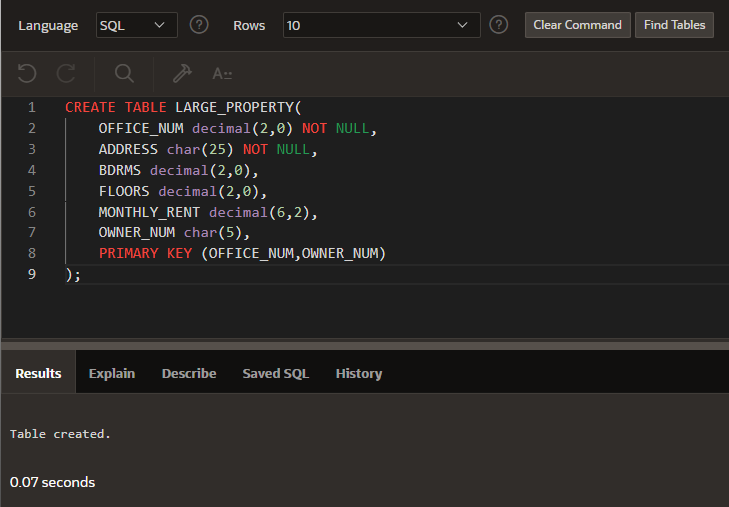 Language SQL ? Rows 10 ? Clear Command Find Tables
A
1 CREATE TABLE LARGE_PROPERTY(
2 OFFICE_NUM decimal(2,0) NOT NULL,
3 ADDRESS char(25) NOT NULL,
4 BDRMS decimal(2,0),
5 FLOORS decimal(2,0),
6 MONTHLY_RENT decimal(6,2),
7 OWNER_NUM char(5),
8 PRIMARY KEY (OFFICE_NUM,OWNER_NUM)
9 );
Results Explain Describe Saved SQL History
Table created.
0.07 seconds